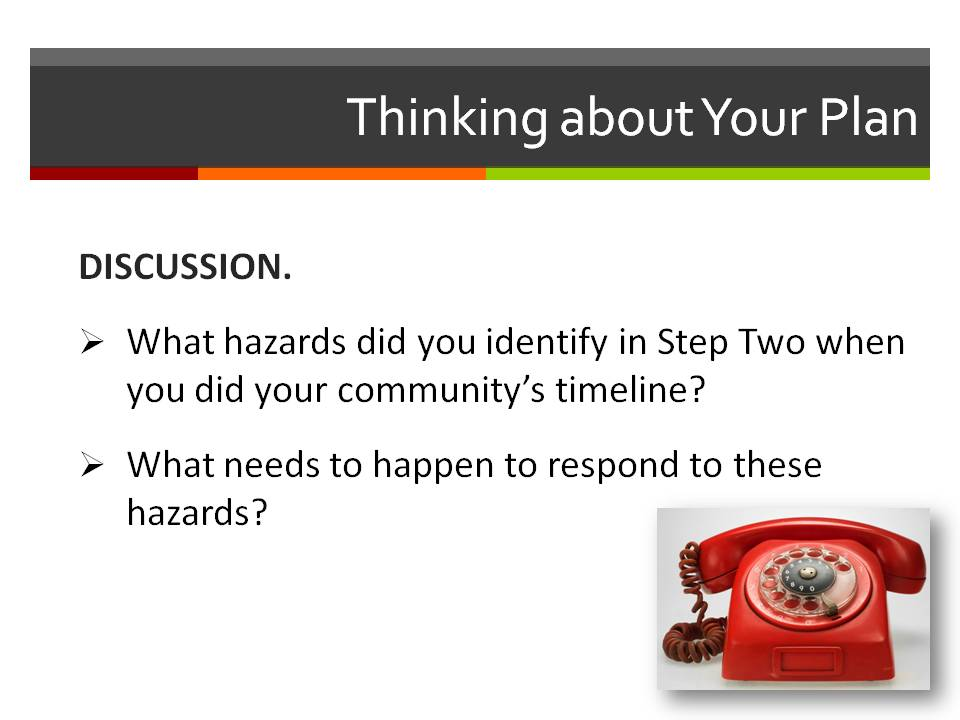 Thinking about Your Plan
DISCUSSION.
➢ What hazards did you identify in Step Two when
you did your community’s timeline?
➢ What needs to happen to respond to these
hazards?